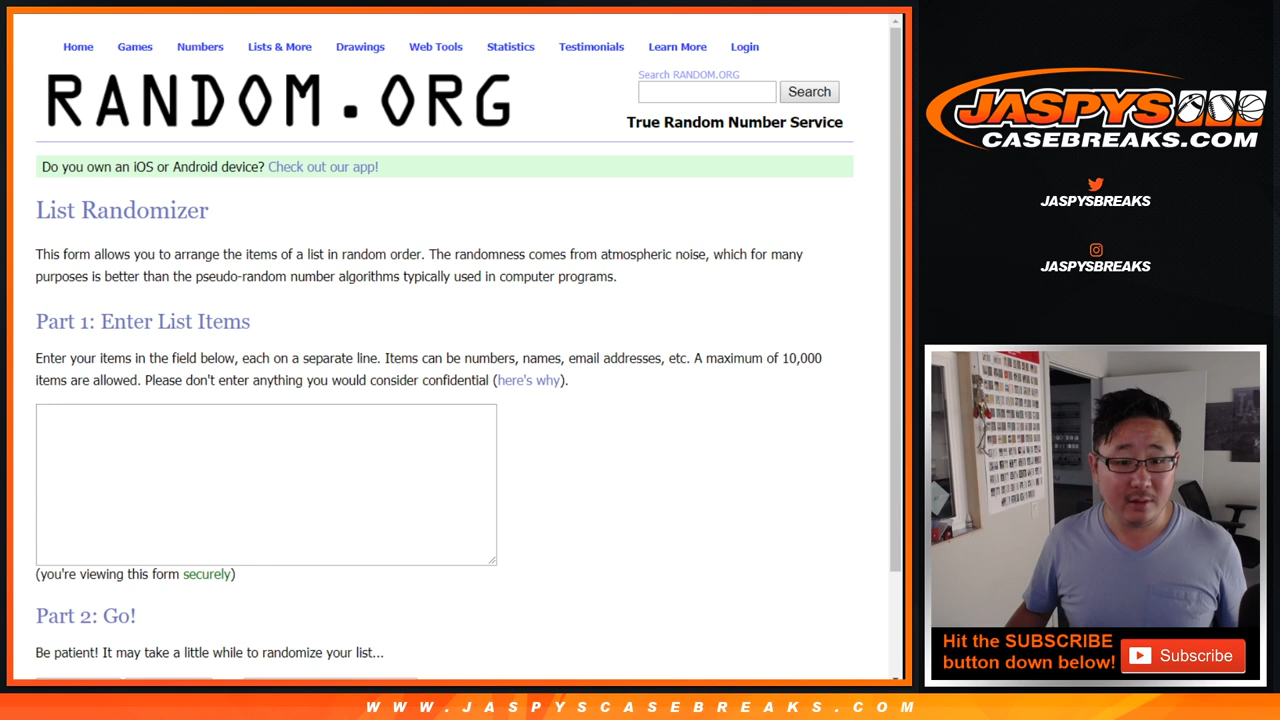 Home Games Numbers Lists & More Drawings Web Tools Statistics Testimonials Learn More Login
RANDOM.ORG
Search RANDOM.ORG
Search
True Random Number Service
Do you own an iOS or Android device? Check out our app!
List Randomizer
This form allows you to arrange the items of a list in random order. The randomness comes from atmospheric noise, which for many
purposes is better than the pseudo-random number algorithms typically used in computer programs.
Part 1: Enter List Items
Enter your items in the field below, each on a separate line. Items can be numbers, names, email addresses, etc. A maximum of 10,000
items are allowed. Please don't enter anything you would consider confidential (here's why).
(you're viewing this form securely)
Part 2: Go!
Be patient! It may take a little while to randomize your list...
JASPYS
CASEBREAKS.COM
JASPYSBREAKS
JASPYSBREAKS
Hit the SUBSCRIBE
button down below!
Subscribe
WWW.JASPYSCASEBREAKS.COM